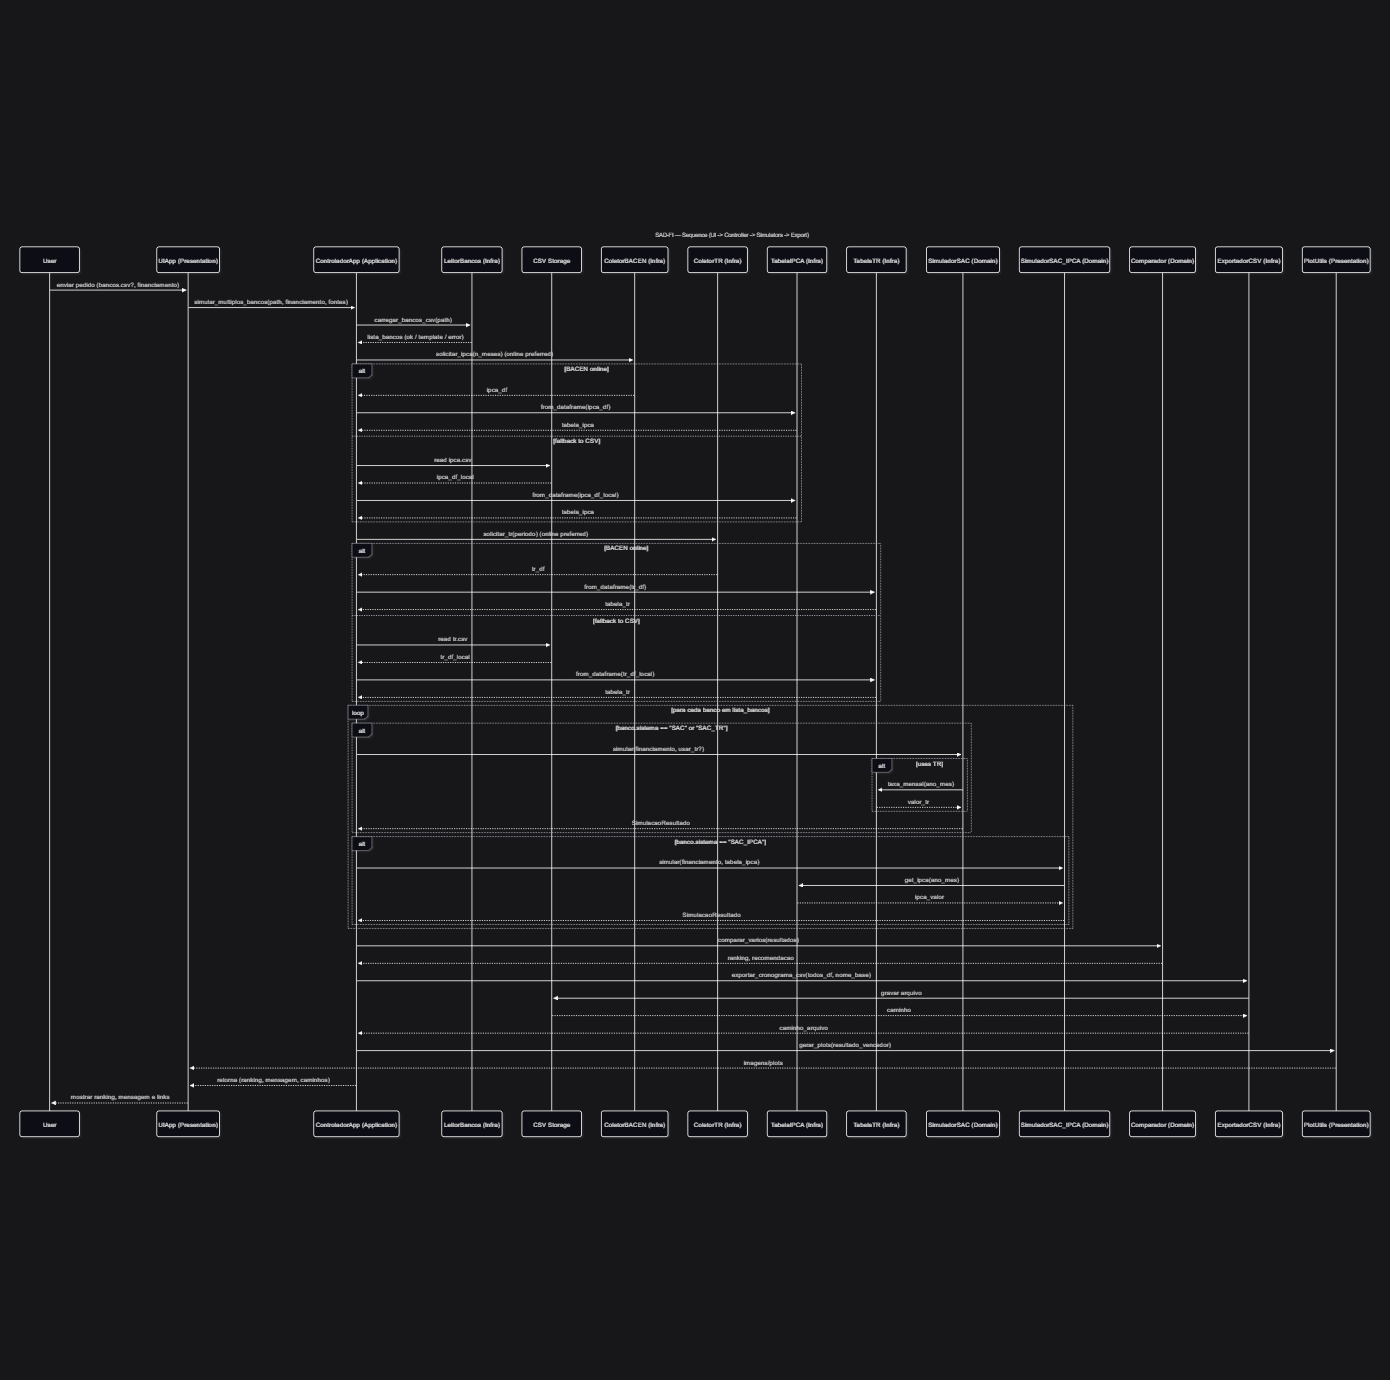 SAD-FI — Sequence (UI -> Controller -> Simulators -> Export)
User
UIApp (Presentation)
ControladorApp (Application)
LeitorBancos (Infra)
CSV Storage
ColetorBACEN (Infra)
ColetorTR (Infra)
TabelaIPCA (Infra)
TabelaTR (Infra)
SimuladorSAC (Domain)
SimuladorSAC_IPCA (Domain)
Comparador (Domain)
ExportadorCSV (Infra)
PlotUtils (Presentation)
enviar pedido (bancos.csv?, financiamento)
simular_multiplos_bancos(path, financiamento, fontes)
carregar_bancos_csv(path)
lista_bancos (ok / template / error)
solicitar_ipca(n_meses) (online preferred)
alt
[BACEN online]
ipca_df
from_dataframe(ipca_df)
tabela_ipca
[fallback to CSV]
read ipca.csv
ipca_df_local
from_dataframe(ipca_df_local)
tabela_ipca
solicitar_tr(periodo) (online preferred)
alt
[BACEN online]
tr_df
from_dataframe(tr_df)
tabela_tr
[fallback to CSV]
read tr.csv
tr_df_local
from_dataframe(tr_df_local)
tabela_tr
loop
[para cada banco em lista_bancos]
alt
[banco.sistema == "SAC" or "SAC_TR"]
simular(financiamento, usar_tr?)
alt
[usas TR]
taxa_mensal(ano_mes)
valor_tr
SimulacaoResultado
alt
[banco.sistema == "SAC_IPCA"]
simular(financiamento, tabela_ipca)
get_ipca(ano_mes)
ipca_valor
SimulacaoResultado
comparar_varios(resultados)
ranking, recomendacao
exportar_cronograma_csv(todos_df, nome_base)
gravar arquivo
caminho
caminho_arquivo
gerar_plots(resultado_vencedor)
imagens/plots
retorna (ranking, mensagem, caminhos)
mostrar ranking, mensagem e links
User
UIApp (Presentation)
ControladorApp (Application)
LeitorBancos (Infra)
CSV Storage
ColetorBACEN (Infra)
ColetorTR (Infra)
TabelaIPCA (Infra)
TabelaTR (Infra)
SimuladorSAC (Domain)
SimuladorSAC_IPCA (Domain)
Comparador (Domain)
ExportadorCSV (Infra)
PlotUtils (Presentation)